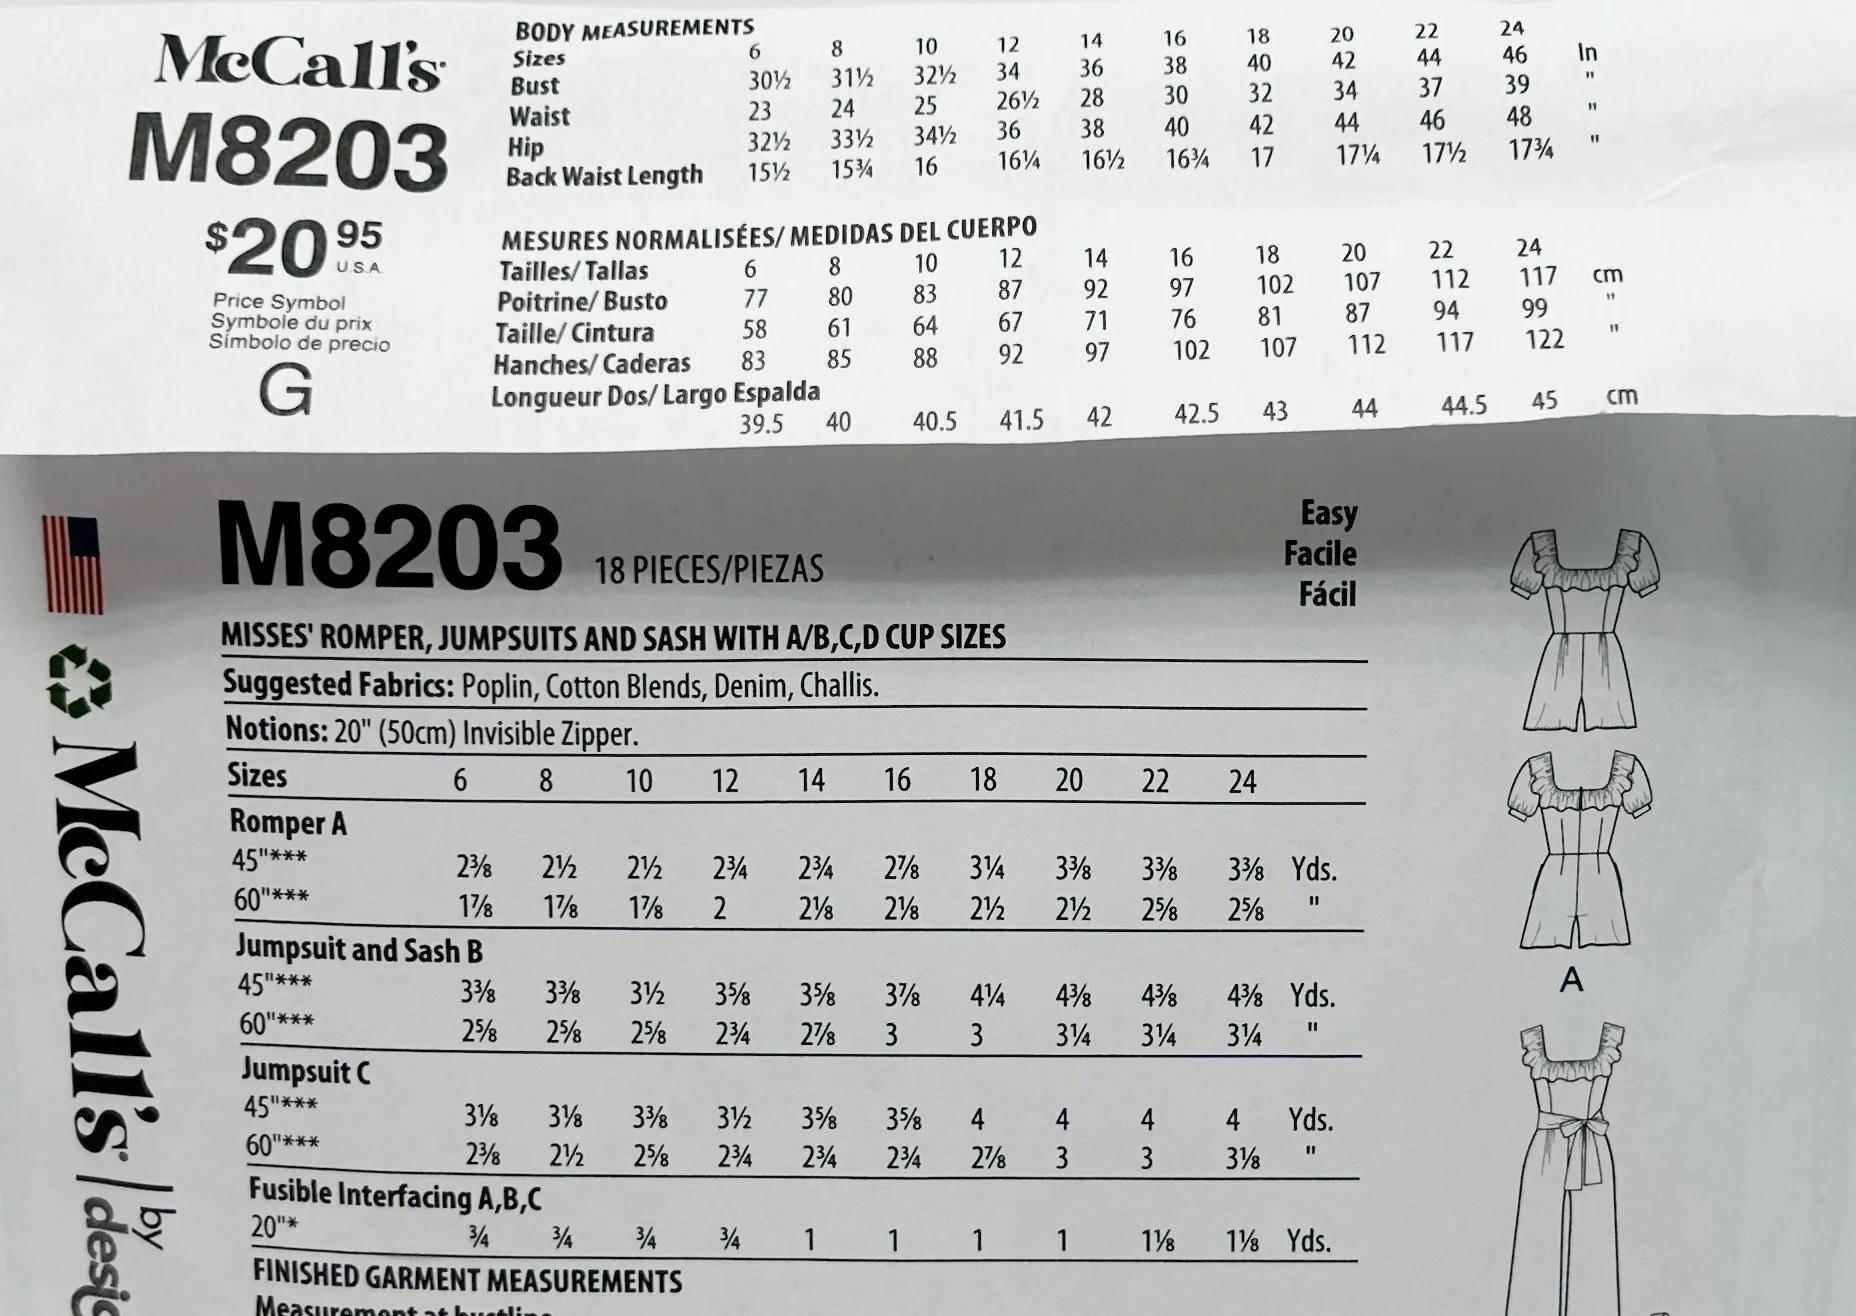 McCall's
M8203
$20 95
U.S.A.
Price Symbol
Symbole du prix
Símbolo de precio
G
BODY MEASUREMENTS
Sizes 6 8 10 12 14 16 18 20 22 24
Bust 30½ 31½ 32½ 34 36 38 40 42 44 46 In
Waist 23 24 25 26½ 28 30 32 34 37 39 "
Hip 32½ 33½ 34½ 36 38 40 42 44 46 48 "
Back Waist Length 15½ 15¾ 16 16¼ 16½ 16¾ 17 17¼ 17½ 17¾ "
MESURES NORMALISÉES/ MEDIDAS DEL CUERPO
Tailles/ Tallas 6 8 10 12 14 16 18 20 22 24
Poitrine/ Busto 77 80 83 87 92 97 102 107 112 117 cm
Taille/ Cintura 58 61 64 67 71 76 81 87 94 99 "
Hanches/ Caderas 83 85 88 92 97 102 107 112 117 122 "
Longueur Dos/ Largo Espalda
39.5 40 40.5 41.5 42 42.5 43 44 44.5 45 cm
M8203 18 PIECES/PIEZAS
Easy
Facile
Fácil
MISSES' ROMPER, JUMPSUITS AND SASH WITH A/B,C,D CUP SIZES
Suggested Fabrics: Poplin, Cotton Blends, Denim, Challis.
Notions: 20" (50cm) Invisible Zipper.
Sizes 6 8 10 12 14 16 18 20 22 24
Romper A
45"*** 2⅜ 2½ 2½ 2¾ 2¾ 2⅞ 3¼ 3⅜ 3⅜ 3⅜ Yds.
60"*** 1⅞ 1⅞ 1⅞ 2 2⅛ 2⅛ 2½ 2½ 2⅝ 2⅝ "
Jumpsuit and Sash B
45"*** 3⅜ 3⅜ 3½ 3⅝ 3⅝ 3⅞ 4¼ 4⅜ 4⅜ 4⅜ Yds.
60"*** 2⅝ 2⅝ 2⅝ 2¾ 2⅞ 3 3 3¼ 3¼ 3¼ "
Jumpsuit C
45"*** 3⅛ 3⅛ 3⅜ 3½ 3⅝ 3⅝ 4 4 4 4 Yds.
60"*** 2⅜ 2½ 2⅝ 2¾ 2¾ 2¾ 2⅞ 3 3 3⅛ "
Fusible Interfacing A,B,C
20"* ¾ ¾ ¾ ¾ 1 1 1 1 1⅛ 1⅛ Yds.
FINISHED GARMENT MEASUREMENTS
Measurement at bustline
A
McCall's | by
desig